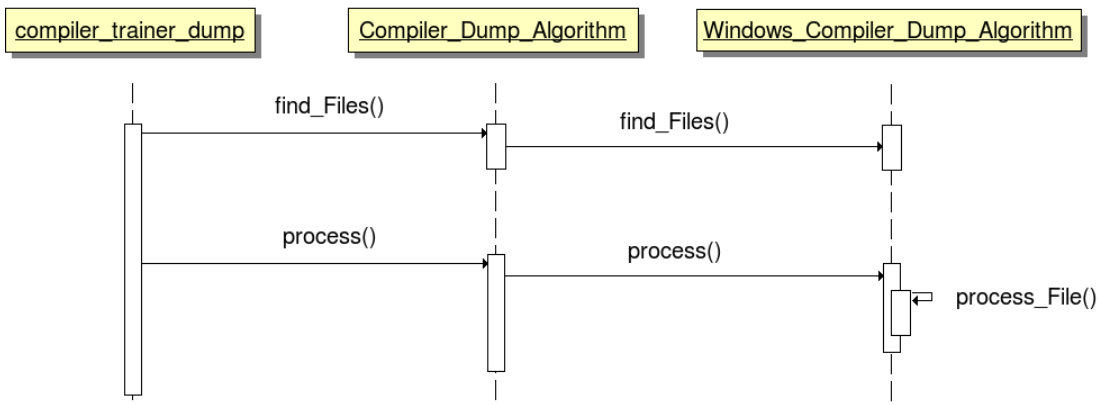 compiler_trainer_dump
Compiler_Dump_Algorithm
Windows_Compiler_Dump_Algorithm
find_Files()
find_Files()
process()
process()
process_File()